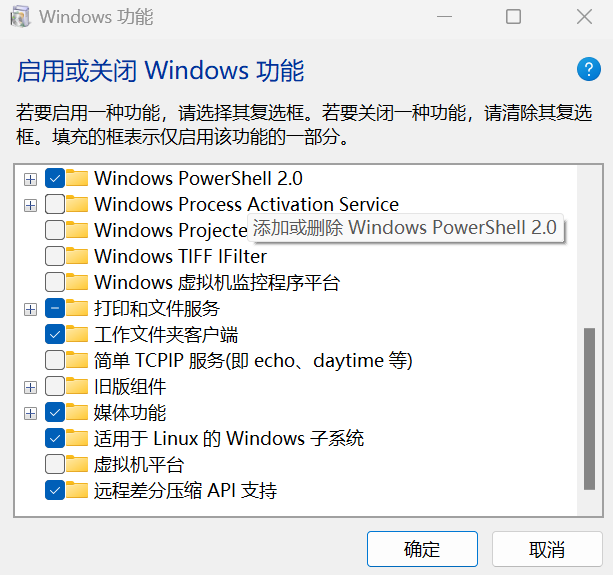 Windows 功能
启用或关闭 Windows 功能
?
若要启用一种功能，请选择其复选框。若要关闭一种功能，请清除其复选
框。填充的框表示仅启用该功能的一部分。
Windows PowerShell 2.0
Windows Process Activation Service
Windows Projecte
添加或删除 Windows PowerShell 2.0
Windows TIFF IFilter
Windows 虚拟机监控程序平台
打印和文件服务
工作文件夹客户端
简单 TCPIP 服务(即 echo、daytime 等)
旧版组件
媒体功能
适用于 Linux 的 Windows 子系统
虚拟机平台
远程差分压缩 API 支持
确定
取消